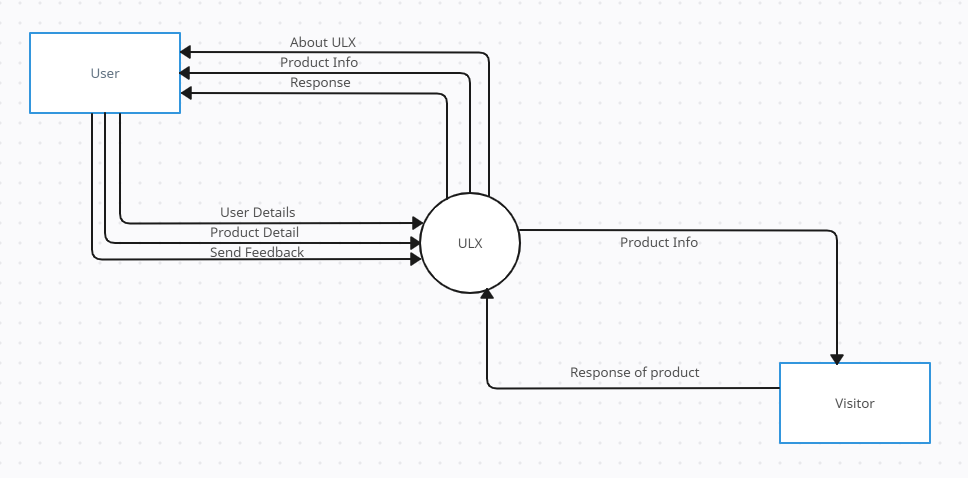 About ULX
User
Product Info
Response
User Details
Product Detail
Send Feedback
ULX
Product Info
Response of product
Visitor